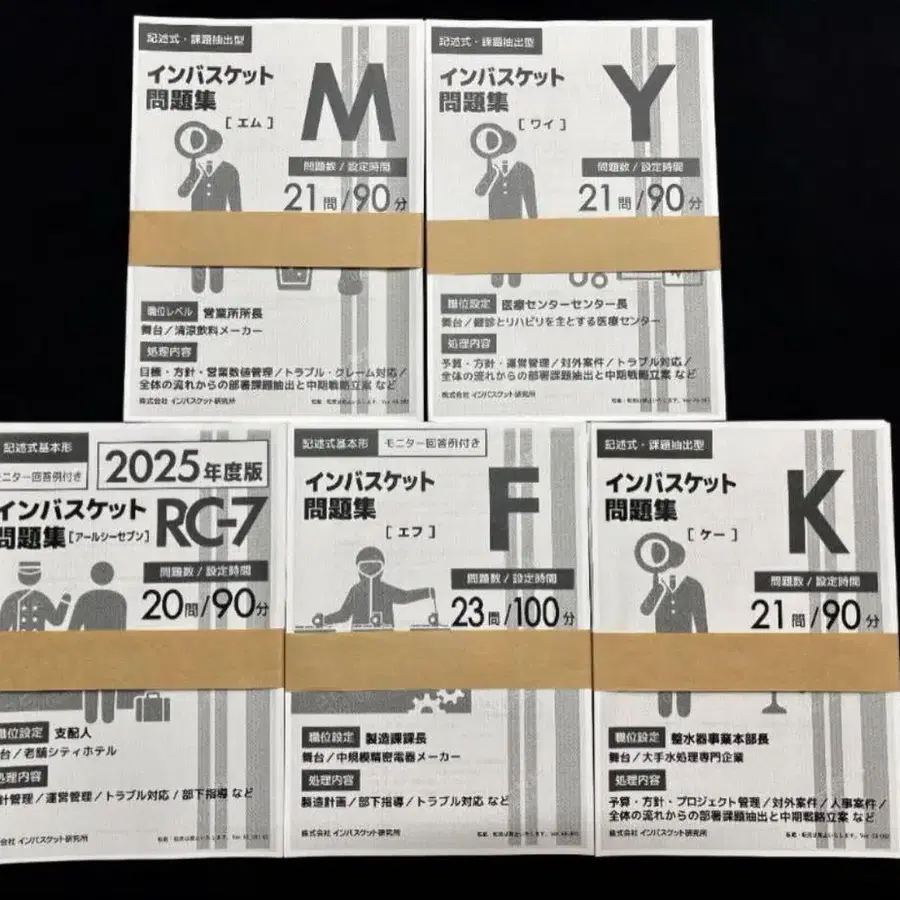 記述式・課題抽出型
インバスケット
問題集
[エム]
M
問題数/設定時間
21問/90分
職位レベル 営業所所長
舞台/清涼飲料メーカー
処理内容
目標・方針・営業数値管理/トラブル・クレーム対応/
全体の流れからの部署課題抽出と中期戦略立案 など
株式会社 インバスケット研究所
記述式・課題抽出型
インバスケット
問題集
[ワイ]
Y
問題数/設定時間
21問/90分
職位設定 医療センターセンター長
舞台/健診とリハビリを主とする医療センター
処理内容
予算・方針・運営管理/対外案件/トラブル対応/
全体の流れからの部署課題抽出と中期戦略立案 など
株式会社 インバスケット研究所
記述式基本形
モニター回答例付き
2025年度版
インバスケット
問題集[アールシーセブン]
RC-7
問題数/設定時間
20問/90分
職位設定 支配人
舞台/老舗シティホテル
処理内容
計管理/運営管理/トラブル対応/部下指導 など
株式会社 インバスケット研究所
記述式基本形 モニター回答例付き
インバスケット
問題集
[エフ]
F
問題数/設定時間
23問/100分
職位設定 製造課課長
舞台/中規模精密電器メーカー
処理内容
製造計画/部下指導/トラブル対応 など
株式会社 インバスケット研究所
記述式・課題抽出型
インバスケット
問題集
[ケー]
K
問題数/設定時間
21問/90分
職位設定 整水器事業本部長
舞台/大手水処理専門企業
処理内容
予算・方針・プロジェクト管理/対外案件/人事案件/
全体の流れからの部署課題抽出と中期戦略立案 など
株式会社 インバスケット研究所